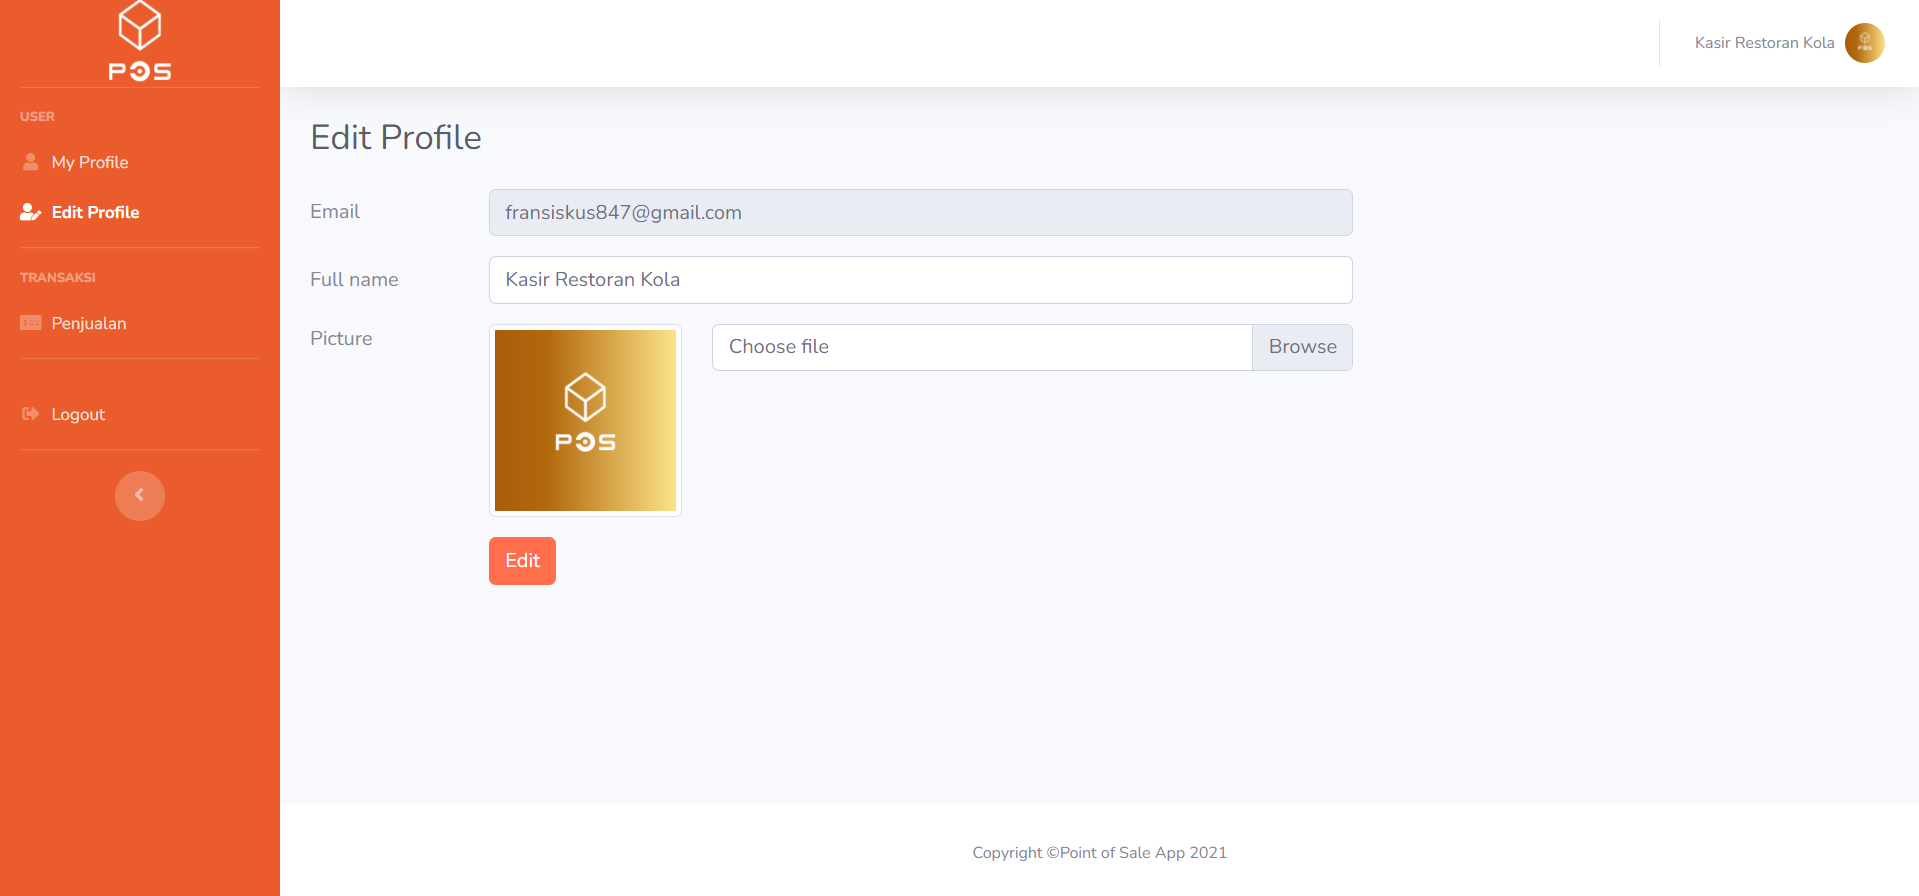 POS
USER
My Profile
Edit Profile
TRANSAKSI
Penjualan
Logout
Kasir Restoran Kola
POS
Edit Profile
Email
fransiskus847@gmail.com
Full name
Kasir Restoran Kola
Picture
Choose file
Browse
POS
Edit
Copyright ©Point of Sale App 2021